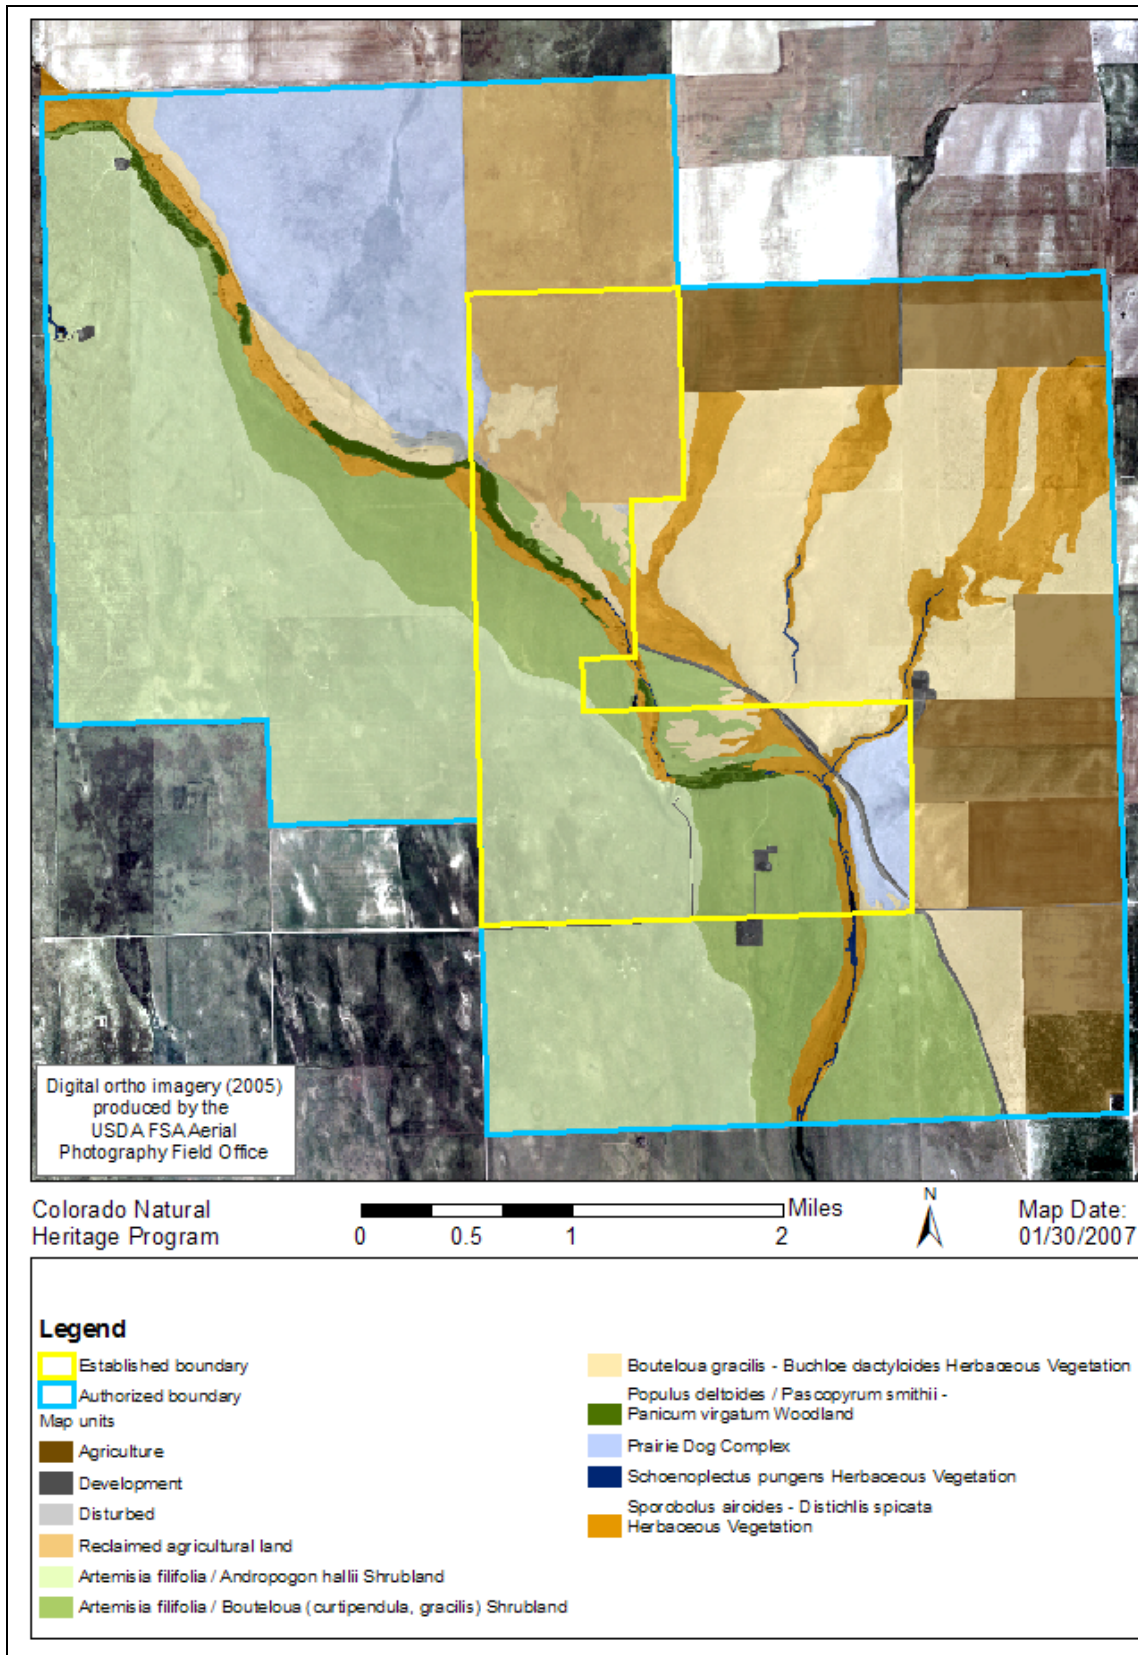 Digital ortho imagery (2005)
produced by the
USDA FSA Aerial
Photography Field Office
Colorado Natural
Heritage Program
Miles
0 0.5 1 2
N
Map Date:
01/30/2007
Legend
Established boundary
Authorized boundary
Map units
Agriculture
Development
Disturbed
Reclaimed agricultural land
Artemisia filifolia / Andropogon hallii Shrubland
Artemisia filifolia / Bouteloua (curtipendula, gracilis) Shrubland
Bouteloua gracilis - Buchloe dactyloides Herbaceous Vegetation
Populus deltoides / Pascopyrum smithii -
Panicum virgatum Woodland
Prairie Dog Complex
Schoenoplectus pungens Herbaceous Vegetation
Sporobolus airoides - Distichlis spicata
Herbaceous Vegetation